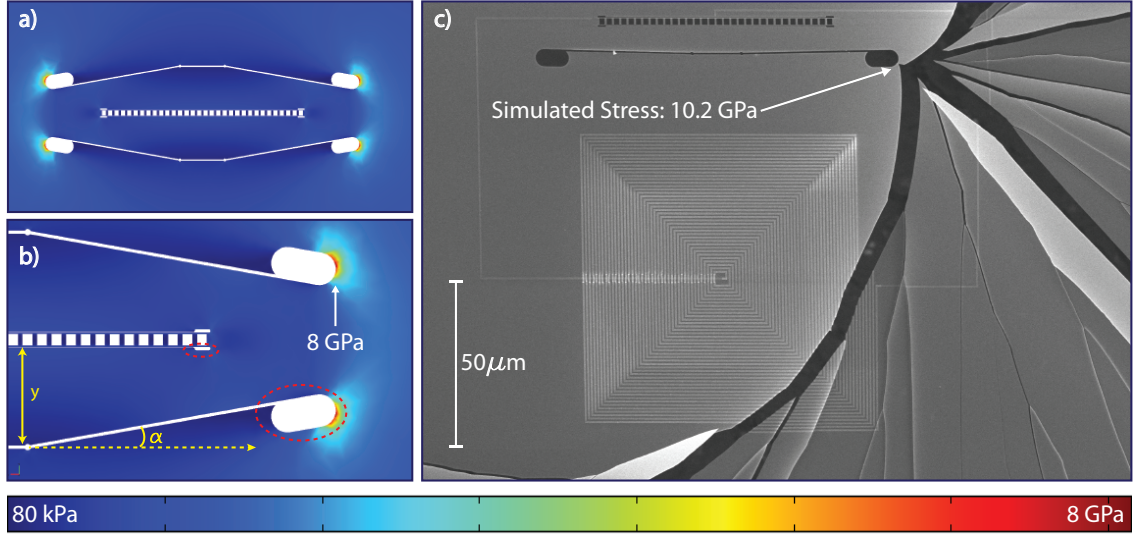 a)
b)
8 GPa
y
α
c)
Simulated Stress: 10.2 GPa
50μm
80 kPa
8 GPa